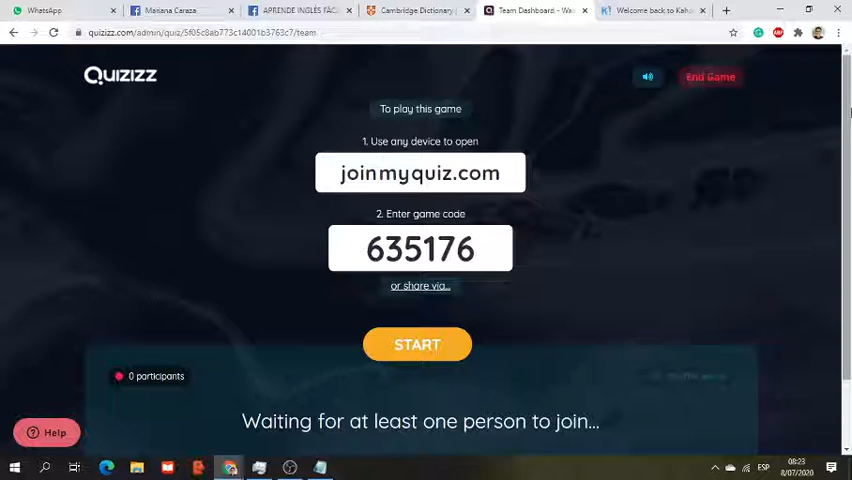 WhatsApp
Mariana Caraza
APRENDE INGLÉS FÁC
Cambridge Dictionary |
Team Dashboard - Wa
Welcome back to Kaho
quizizz.com/admin/quiz/5f05c8ab773c14001b3763c7/team
Quizizz
End Game
To play this game
1. Use any device to open
joinmyquiz.com
2. Enter game code
635176
or share via...
START
0 participants
Waiting for at least one person to join...
Help
ESP
08:23
8/07/2020